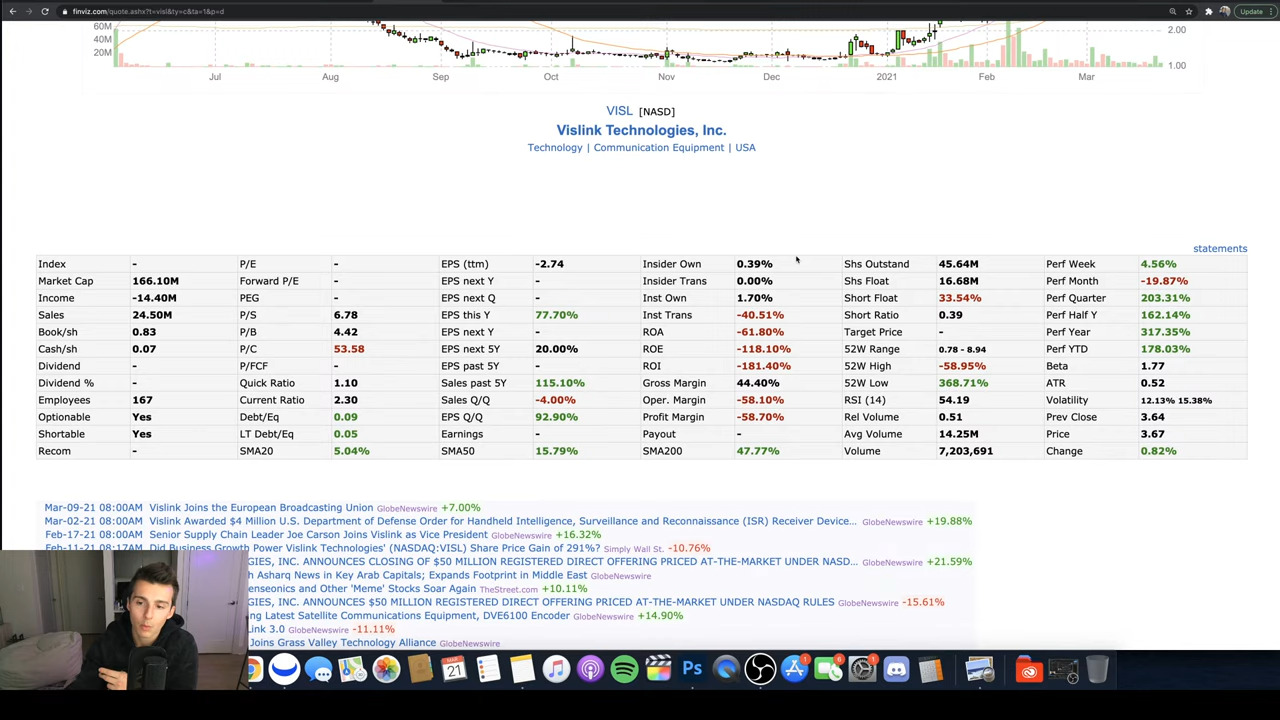 finviz.com/quote.ashx?t=visl&ty=c&ta=1&p=d Update
60M
40M
20M
2.00
1.00
Jul Aug Sep Oct Nov Dec 2021 Feb Mar
VISL [NASD]
Vislink Technologies, Inc.
Technology | Communication Equipment | USA
statements
Index - P/E - EPS (ttm) -2.74 Insider Own 0.39% Shs Outstand 45.64M Perf Week 4.56%
Market Cap 166.10M Forward P/E - EPS next Y - Insider Trans 0.00% Shs Float 16.68M Perf Month -19.87%
Income -14.40M PEG - EPS next Q - Inst Own 1.70% Short Float 33.54% Perf Quarter 203.31%
Sales 24.50M P/S 6.78 EPS this Y 77.70% Inst Trans -40.51% Short Ratio 0.39 Perf Half Y 162.14%
Book/sh 0.83 P/B 4.42 EPS next Y - ROA -61.80% Target Price - Perf Year 317.35%
Cash/sh 0.07 P/C 53.58 EPS next 5Y 20.00% ROE -118.10% 52W Range 0.78 - 8.94 Perf YTD 178.03%
Dividend - P/FCF - EPS past 5Y - ROI -181.40% 52W High -58.95% Beta 1.77
Dividend % - Quick Ratio 1.10 Sales past 5Y 115.10% Gross Margin 44.40% 52W Low 368.71% ATR 0.52
Employees 167 Current Ratio 2.30 Sales Q/Q -4.00% Oper. Margin -58.10% RSI (14) 54.19 Volatility 12.13% 15.38%
Optionable Yes Debt/Eq 0.09 EPS Q/Q 92.90% Profit Margin -58.70% Rel Volume 0.51 Prev Close 3.64
Shortable Yes LT Debt/Eq 0.05 Earnings - Payout - Avg Volume 14.25M Price 3.67
Recom - SMA20 5.04% SMA50 15.79% SMA200 47.77% Volume 7,203,691 Change 0.82%
Mar-09-21 08:00AM Vislink Joins the European Broadcasting Union GlobeNewswire +7.00%
Mar-02-21 08:00AM Vislink Awarded $4 Million U.S. Department of Defense Order for Handheld Intelligence, Surveillance and Reconnaissance (ISR) Receiver Device... GlobeNewswire +19.88%
Feb-17-21 08:00AM Senior Supply Chain Leader Joe Carson Joins Vislink as Vice President GlobeNewswire +16.32%
Feb-11-21 08:17AM Did Business Growth Power Vislink Technologies' (NASDAQ:VISL) Share Price Gain of 291%? Simply Wall St. -10.76%
GIES, INC. ANNOUNCES CLOSING OF $50 MILLION REGISTERED DIRECT OFFERING PRICED AT-THE-MARKET UNDER NASD... GlobeNewswire +21.59%
h Asharq News in Key Arab Capitals; Expands Footprint in Middle East GlobeNewswire
enseonics and Other 'Meme' Stocks Soar Again TheStreet.com +10.11%
GIES, INC. ANNOUNCES $50 MILLION REGISTERED DIRECT OFFERING PRICED AT-THE-MARKET UNDER NASDAQ RULES GlobeNewswire -15.61%
ng Latest Satellite Communications Equipment, DVE6100 Encoder GlobeNewswire +14.90%
ink 3.0 GlobeNewswire -11.11%
Joins Grass Valley Technology Alliance GlobeNewswire
MAR
21
Ps
1
6
1